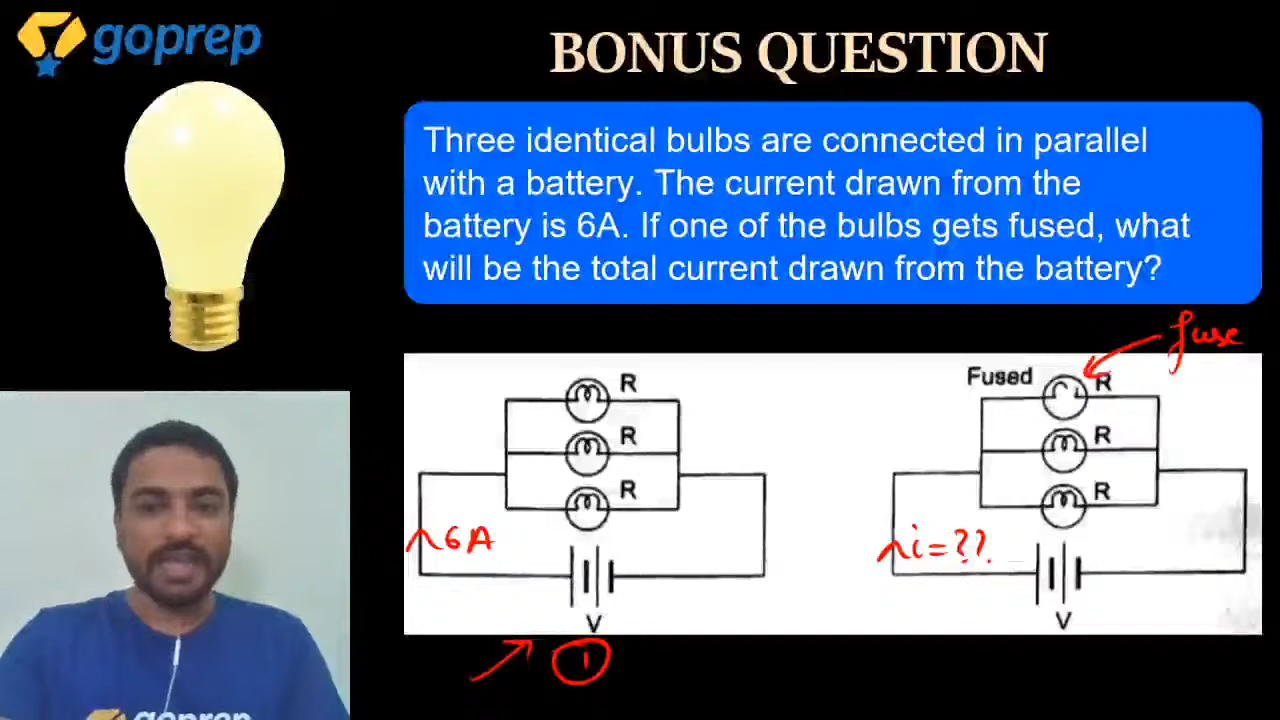 goprep
BONUS QUESTION
Three identical bulbs are connected in parallel
with a battery. The current drawn from the
battery is 6A. If one of the bulbs gets fused, what
will be the total current drawn from the battery?
fuse
R
R
R
6A
V
1
Fused
R
R
R
i=??
V
goprep